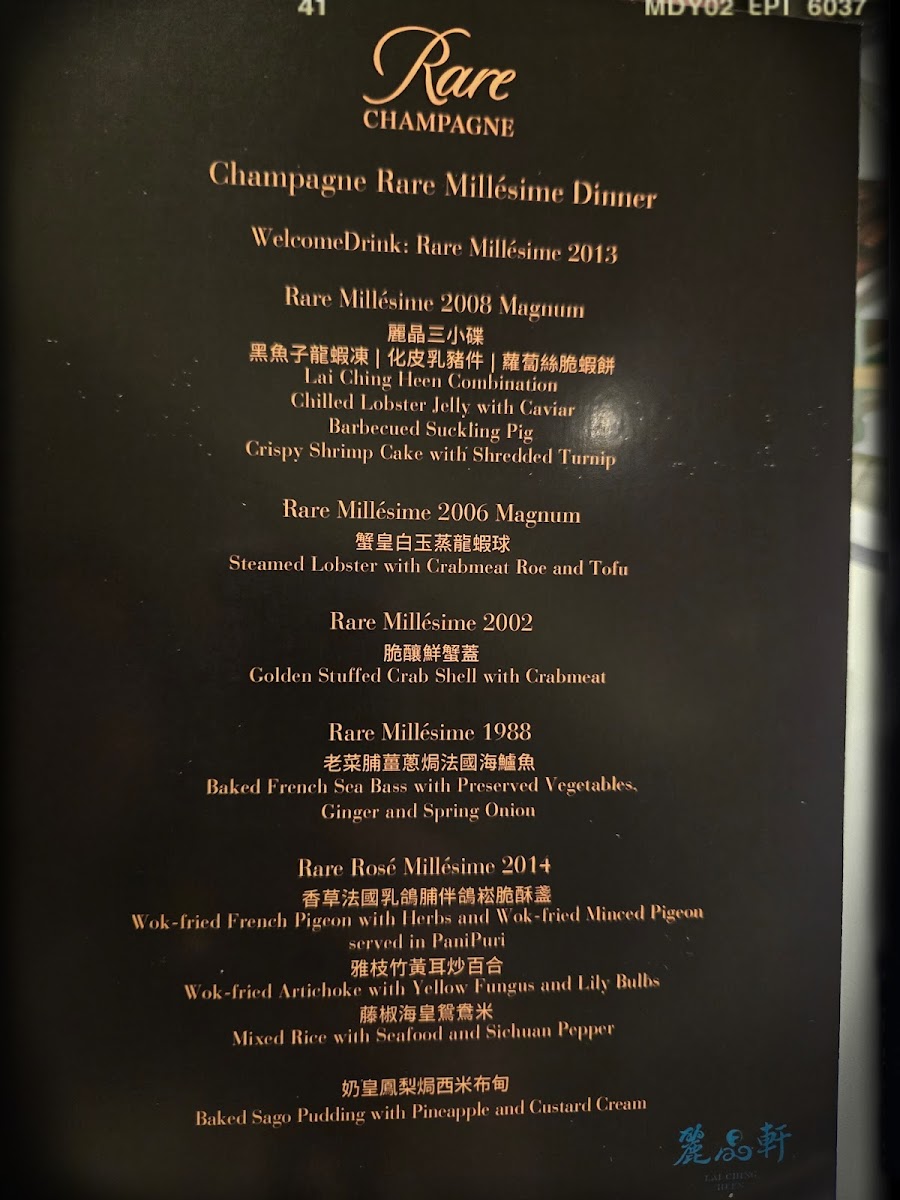 41 MDY02 EPI 6037
Rare
CHAMPAGNE
Champagne Rare Millésime Dinner
WelcomeDrink: Rare Millésime 2013
Rare Millésime 2008 Magnum
麗晶三小碟
黑魚子龍蝦凍 | 化皮乳豬件 | 蘿蔔絲脆蝦餅
Lai Ching Heen Combination
Chilled Lobster Jelly with Caviar
Barbecued Suckling Pig
Crispy Shrimp Cake with Shredded Turnip
Rare Millésime 2006 Magnum
蟹皇白玉蒸龍蝦球
Steamed Lobster with Crabmeat Roe and Tofu
Rare Millésime 2002
脆釀鮮蟹蓋
Golden Stuffed Crab Shell with Crabmeat
Rare Millésime 1988
老菜脯薑蔥焗法國海鱸魚
Baked French Sea Bass with Preserved Vegetables,
Ginger and Spring Onion
Rare Rosé Millésime 2014
香草法國乳鴿脯伴鴿崧脆酥盞
Wok-fried French Pigeon with Herbs and Wok-fried Minced Pigeon
served in PaniPuri
雅枝竹黃耳炒百合
Wok-fried Artichoke with Yellow Fungus and Lily Bulbs
藤椒海皇鴛鴦米
Mixed Rice with Seafood and Sichuan Pepper
奶皇鳳梨焗西米布甸
Baked Sago Pudding with Pineapple and Custard Cream
麗晶軒
LAI CHING
HEEN